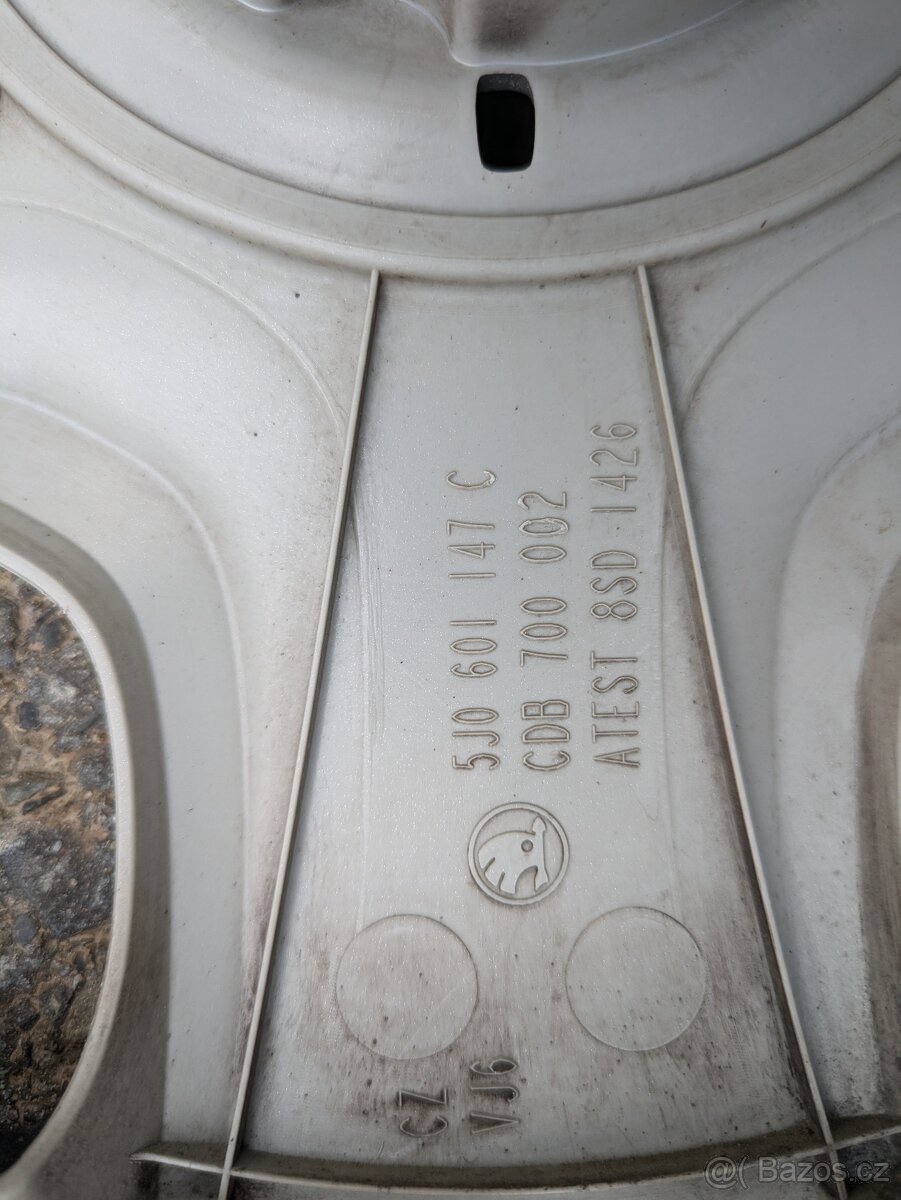 5J0 601 147 C
CDB 700 002
ATEST 8SD 1426
CZ
VJ6
@( Bazos.cz